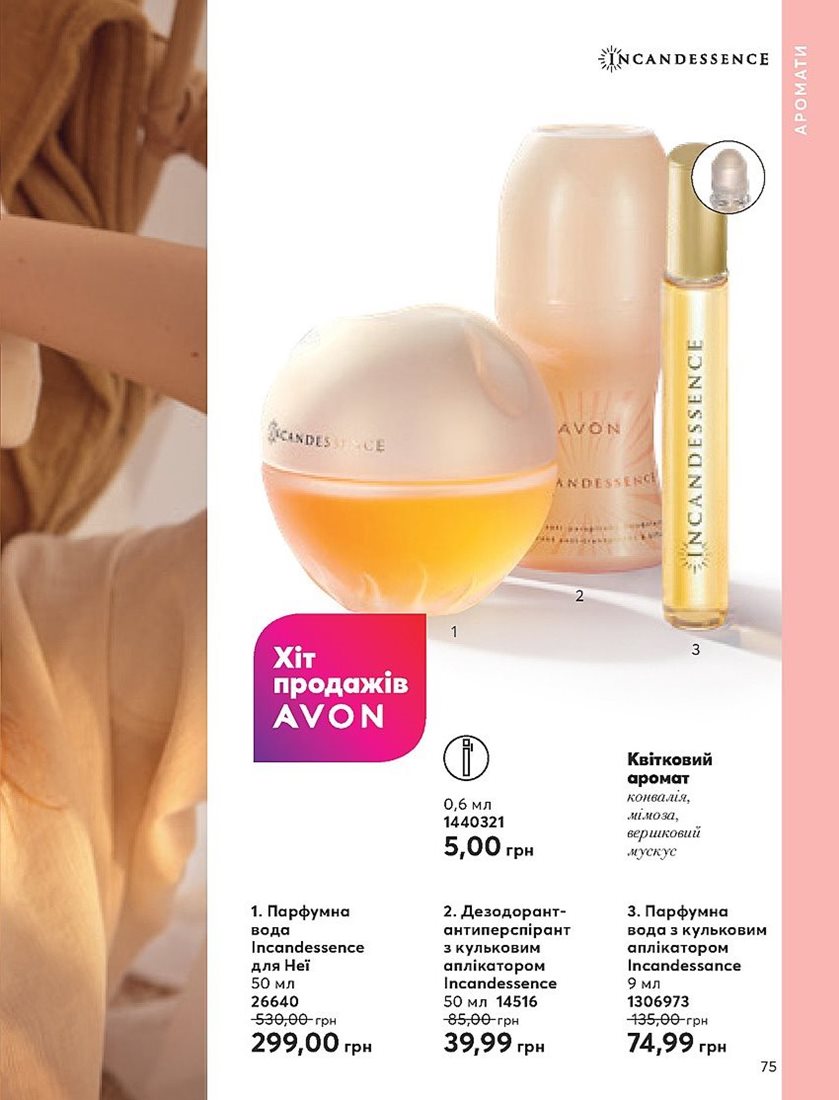 INCANDESSENCE
АРОМАТИ
INCANDESSENCE
AVON
INCANDESSENCE
INCANDESSENCE
1
2
3
Хіт
продажів
AVON
0,6 мл
1440321
5,00 грн
Квітковий
аромат
конвалія,
мімоза,
вершковий
мускус
1. Парфумна
вода
Incandessence
для Неї
50 мл
26640
530,00 грн
299,00 грн
2. Дезодорант-
антиперспірант
з кульковим
аплікатором
Incandessence
50 мл 14516
85,00 грн
39,99 грн
3. Парфумна
вода з кульковим
аплікатором
Incandessance
9 мл
1306973
135,00 грн
74,99 грн
75